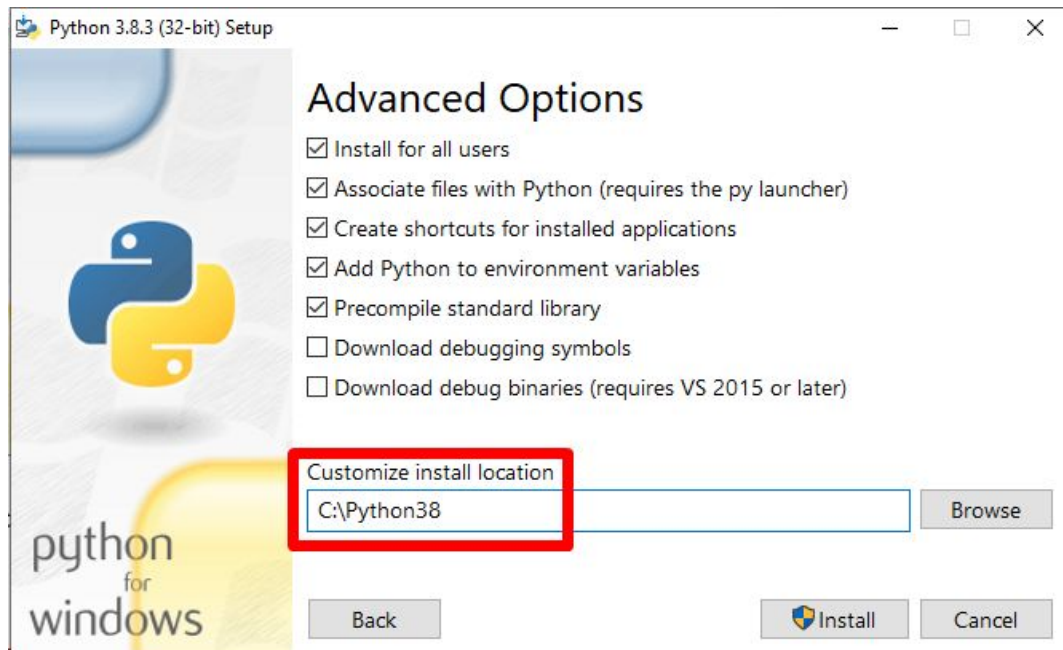 Python 3.8.3 (32-bit) Setup
Advanced Options
Install for all users
Associate files with Python (requires the py launcher)
Create shortcuts for installed applications
Add Python to environment variables
Precompile standard library
Download debugging symbols
Download debug binaries (requires VS 2015 or later)
Customize install location
C:\Python38
Browse
python
for
windows
Back
Install
Cancel